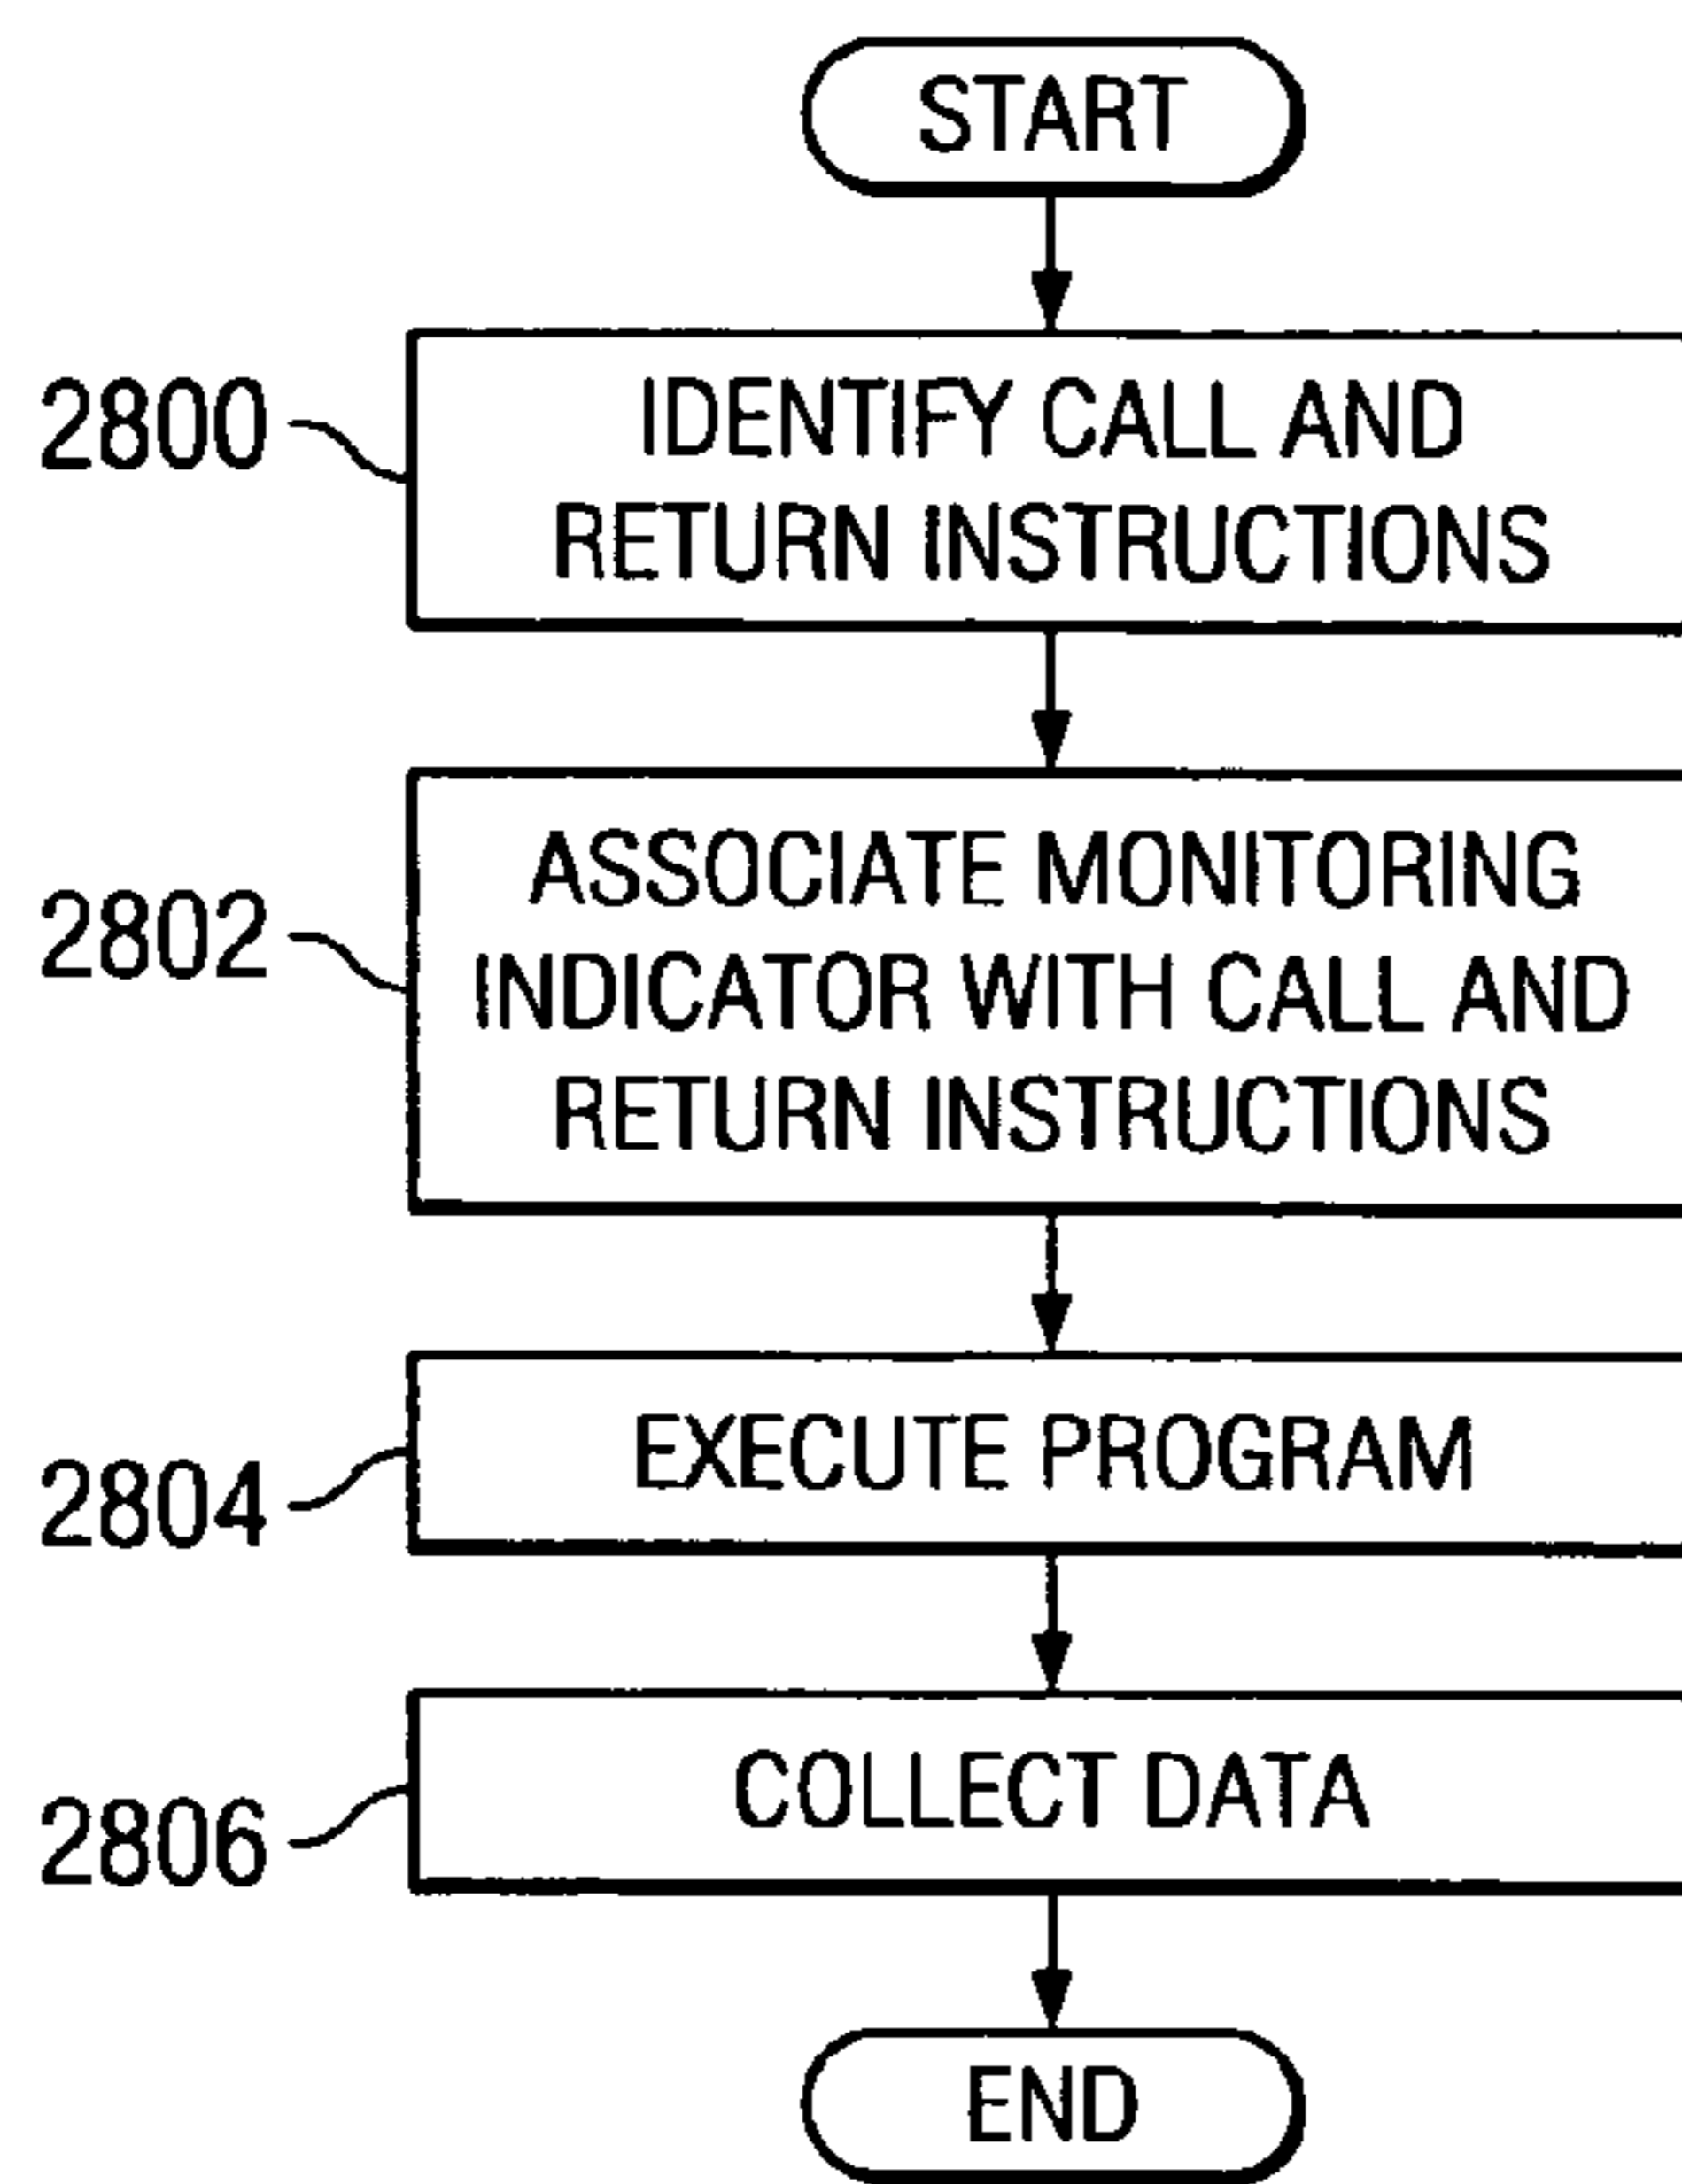 START
2800
IDENTIFY CALL AND
RETURN INSTRUCTIONS
2802
ASSOCIATE MONITORING
INDICATOR WITH CALL AND
RETURN INSTRUCTIONS
2804
EXECUTE PROGRAM
2806
COLLECT DATA
END